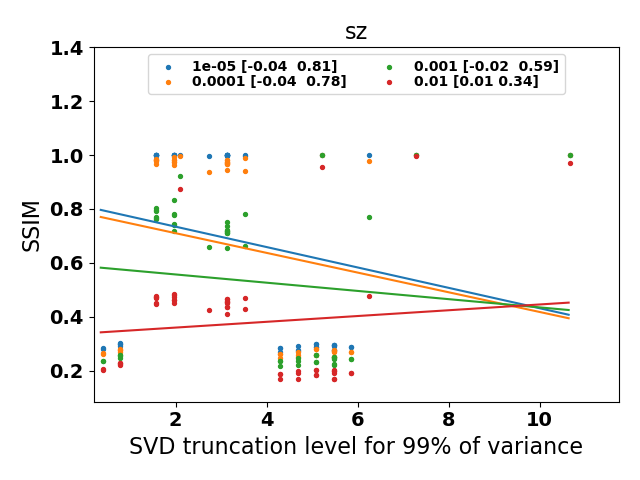 sz
1e-05 [-0.04  0.81]
0.0001 [-0.04  0.78]
0.001 [-0.02  0.59]
0.01 [0.01 0.34]
1.4
1.2
1.0
0.8
0.6
0.4
0.2
SSIM
2 4 6 8 10
SVD truncation level for 99% of variance